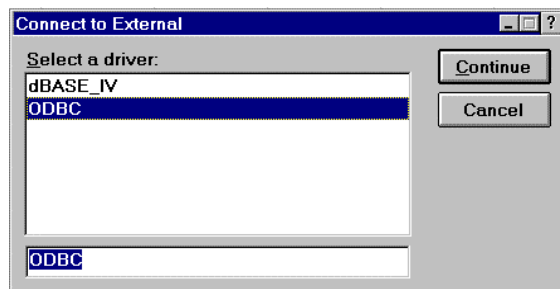 Connect to External
?
Select a driver:
dBASE_IV
ODBC
Continue
Cancel
ODBC